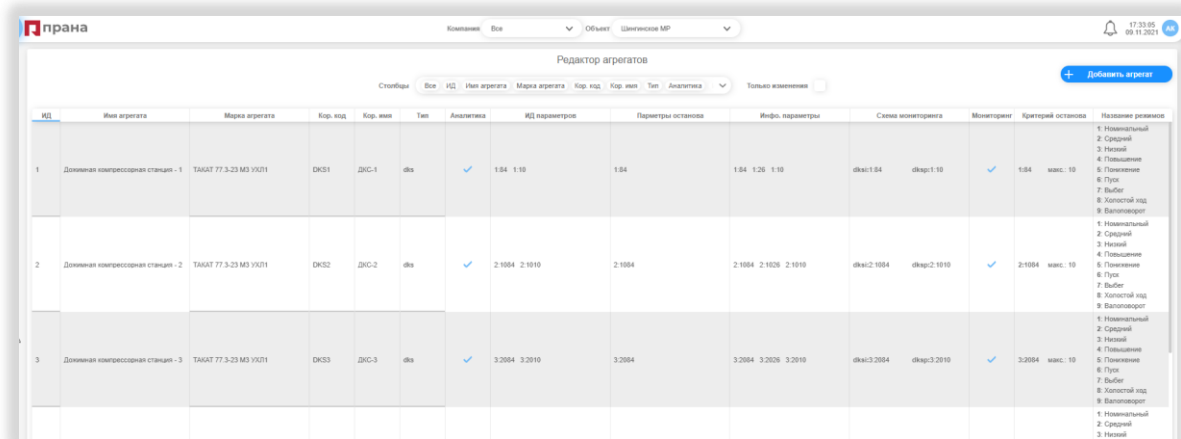 прана
Компания Все Объект Шингинское МР
17:33:05
09.11.2021
АК
Редактор агрегатов
+ Добавить агрегат
Столбцы Все ИД Имя агрегата Марка агрегата Кор. код Кор. имя Тип Аналитика Только изменения
ИД Имя агрегата Марка агрегата Кор. код Кор. имя Тип Аналитика ИД параметров Парметры останова Инфо. параметры Схема мониторинга Мониторинг Критерий останова Название режимов
1 Дожимная компрессорная станция - 1 ТАКАТ 77.3-23 М3 УХЛ1 DKS1 ДКС-1 dks 1:84 1:10 1:84 1:84 1:26 1:10 dksi:1:84 dksp:1:10 1:84 макс.: 10
1: Номинальный
2: Средний
3: Низкий
4: Повышение
5: Понижение
6: Пуск
7: Выбег
8: Холостой ход
9: Валоповорот
2 Дожимная компрессорная станция - 2 ТАКАТ 77.3-23 М3 УХЛ1 DKS2 ДКС-2 dks 2:1084 2:1010 2:1084 2:1084 2:1026 2:1010 dksi:2:1084 dksp:2:1010 2:1084 макс.: 10
1: Номинальный
2: Средний
3: Низкий
4: Повышение
5: Понижение
6: Пуск
7: Выбег
8: Холостой ход
9: Валоповорот
3 Дожимная компрессорная станция - 3 ТАКАТ 77.3-23 М3 УХЛ1 DKS3 ДКС-3 dks 3:2084 3:2010 3:2084 3:2084 3:2026 3:2010 dksi:3:2084 dksp:3:2010 3:2084 макс.: 10
1: Номинальный
2: Средний
3: Низкий
4: Повышение
5: Понижение
6: Пуск
7: Выбег
8: Холостой ход
9: Валоповорот
1: Номинальный
2: Средний
3: Низкий